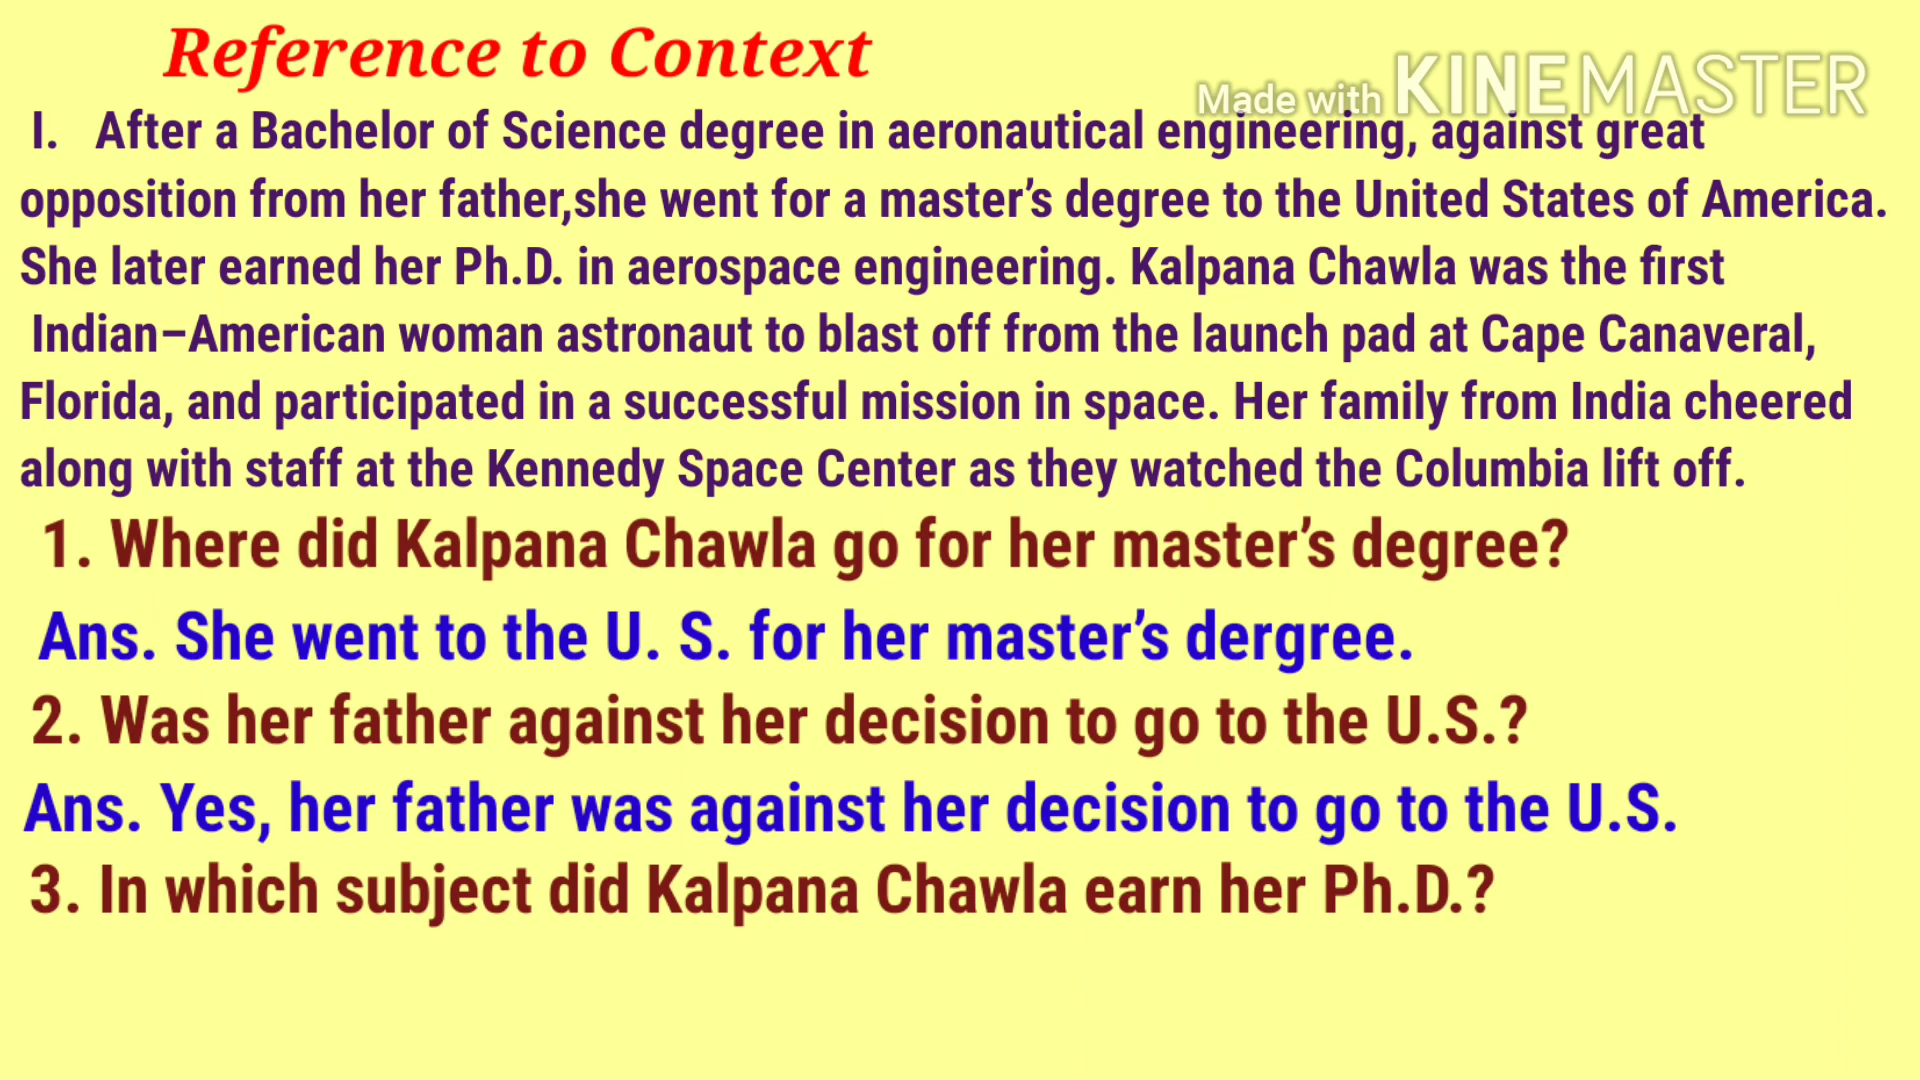 Reference to Context
Made with KINEMASTER
I. After a Bachelor of Science degree in aeronautical engineering, against great
opposition from her father,she went for a master’s degree to the United States of America.
She later earned her Ph.D. in aerospace engineering. Kalpana Chawla was the first
Indian–American woman astronaut to blast off from the launch pad at Cape Canaveral,
Florida, and participated in a successful mission in space. Her family from India cheered
along with staff at the Kennedy Space Center as they watched the Columbia lift off.
1. Where did Kalpana Chawla go for her master’s degree?
Ans. She went to the U. S. for her master’s dergree.
2. Was her father against her decision to go to the U.S.?
Ans. Yes, her father was against her decision to go to the U.S.
3. In which subject did Kalpana Chawla earn her Ph.D.?